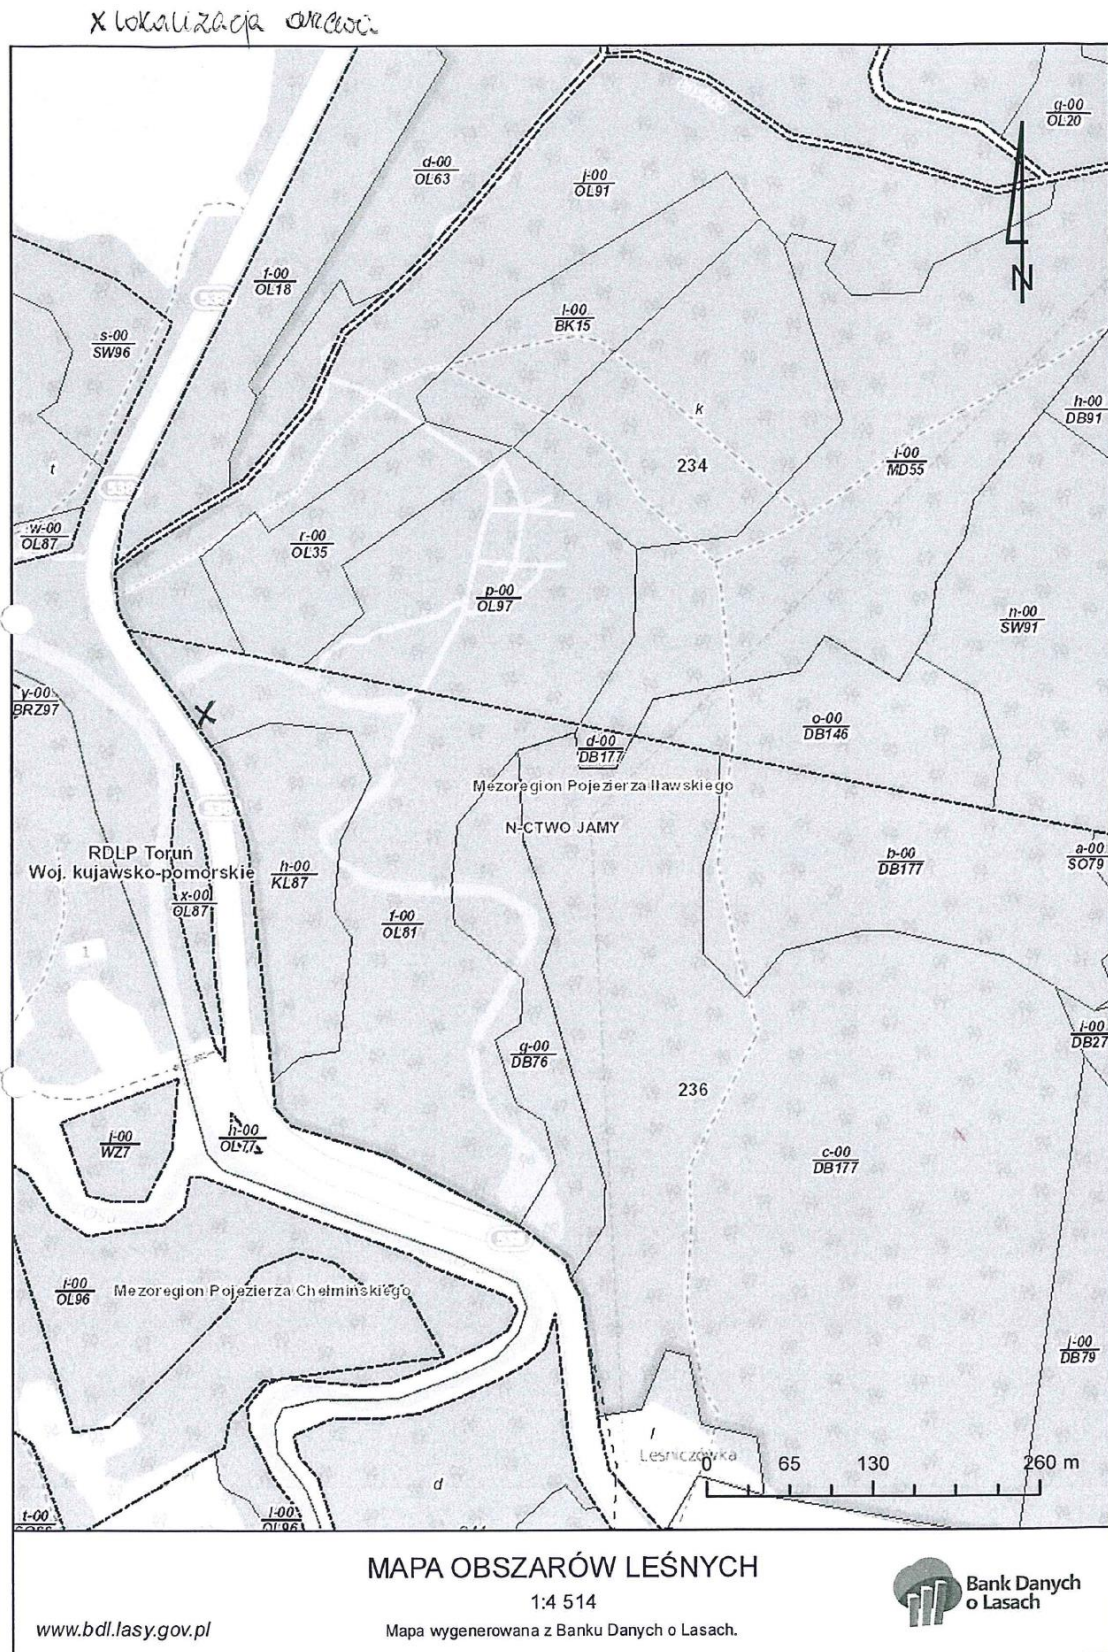 X lokalizacja drzewa
g-00
OL20
d-00
OL63
j-00
OL91
f-00
OL18
N
l-00
BK15
s-00
SW96
k
h-00
DB91
t
234
i-00
MD55
w-00
OL87
r-00
OL35
p-00
OL97
n-00
SW91
y-00
BRZ97
o-00
DB146
d-00
DB177
Mezoregion Pojezierza Iławskiego
N-CTWO JAMY
RDLP Toruń
Woj. kujawsko-pomorskie
h-00
KL87
b-00
DB177
a-00
SO79
x-00
OL87
f-00
OL81
1
i-00
DB27
g-00
DB76
236
i-00
WZ7
h-00
OL77
c-00
DB177
Osa
Mezoregion Pojezierza Chełmińskiego
OL96
j-00
DB79
l
Leśniczówka
0 65 130 260 m
d
t-00
l-00
OL96
MAPA OBSZARÓW LEŚNYCH
1:4 514
Mapa wygenerowana z Banku Danych o Lasach.
www.bdl.lasy.gov.pl
Bank Danych
o Lasach